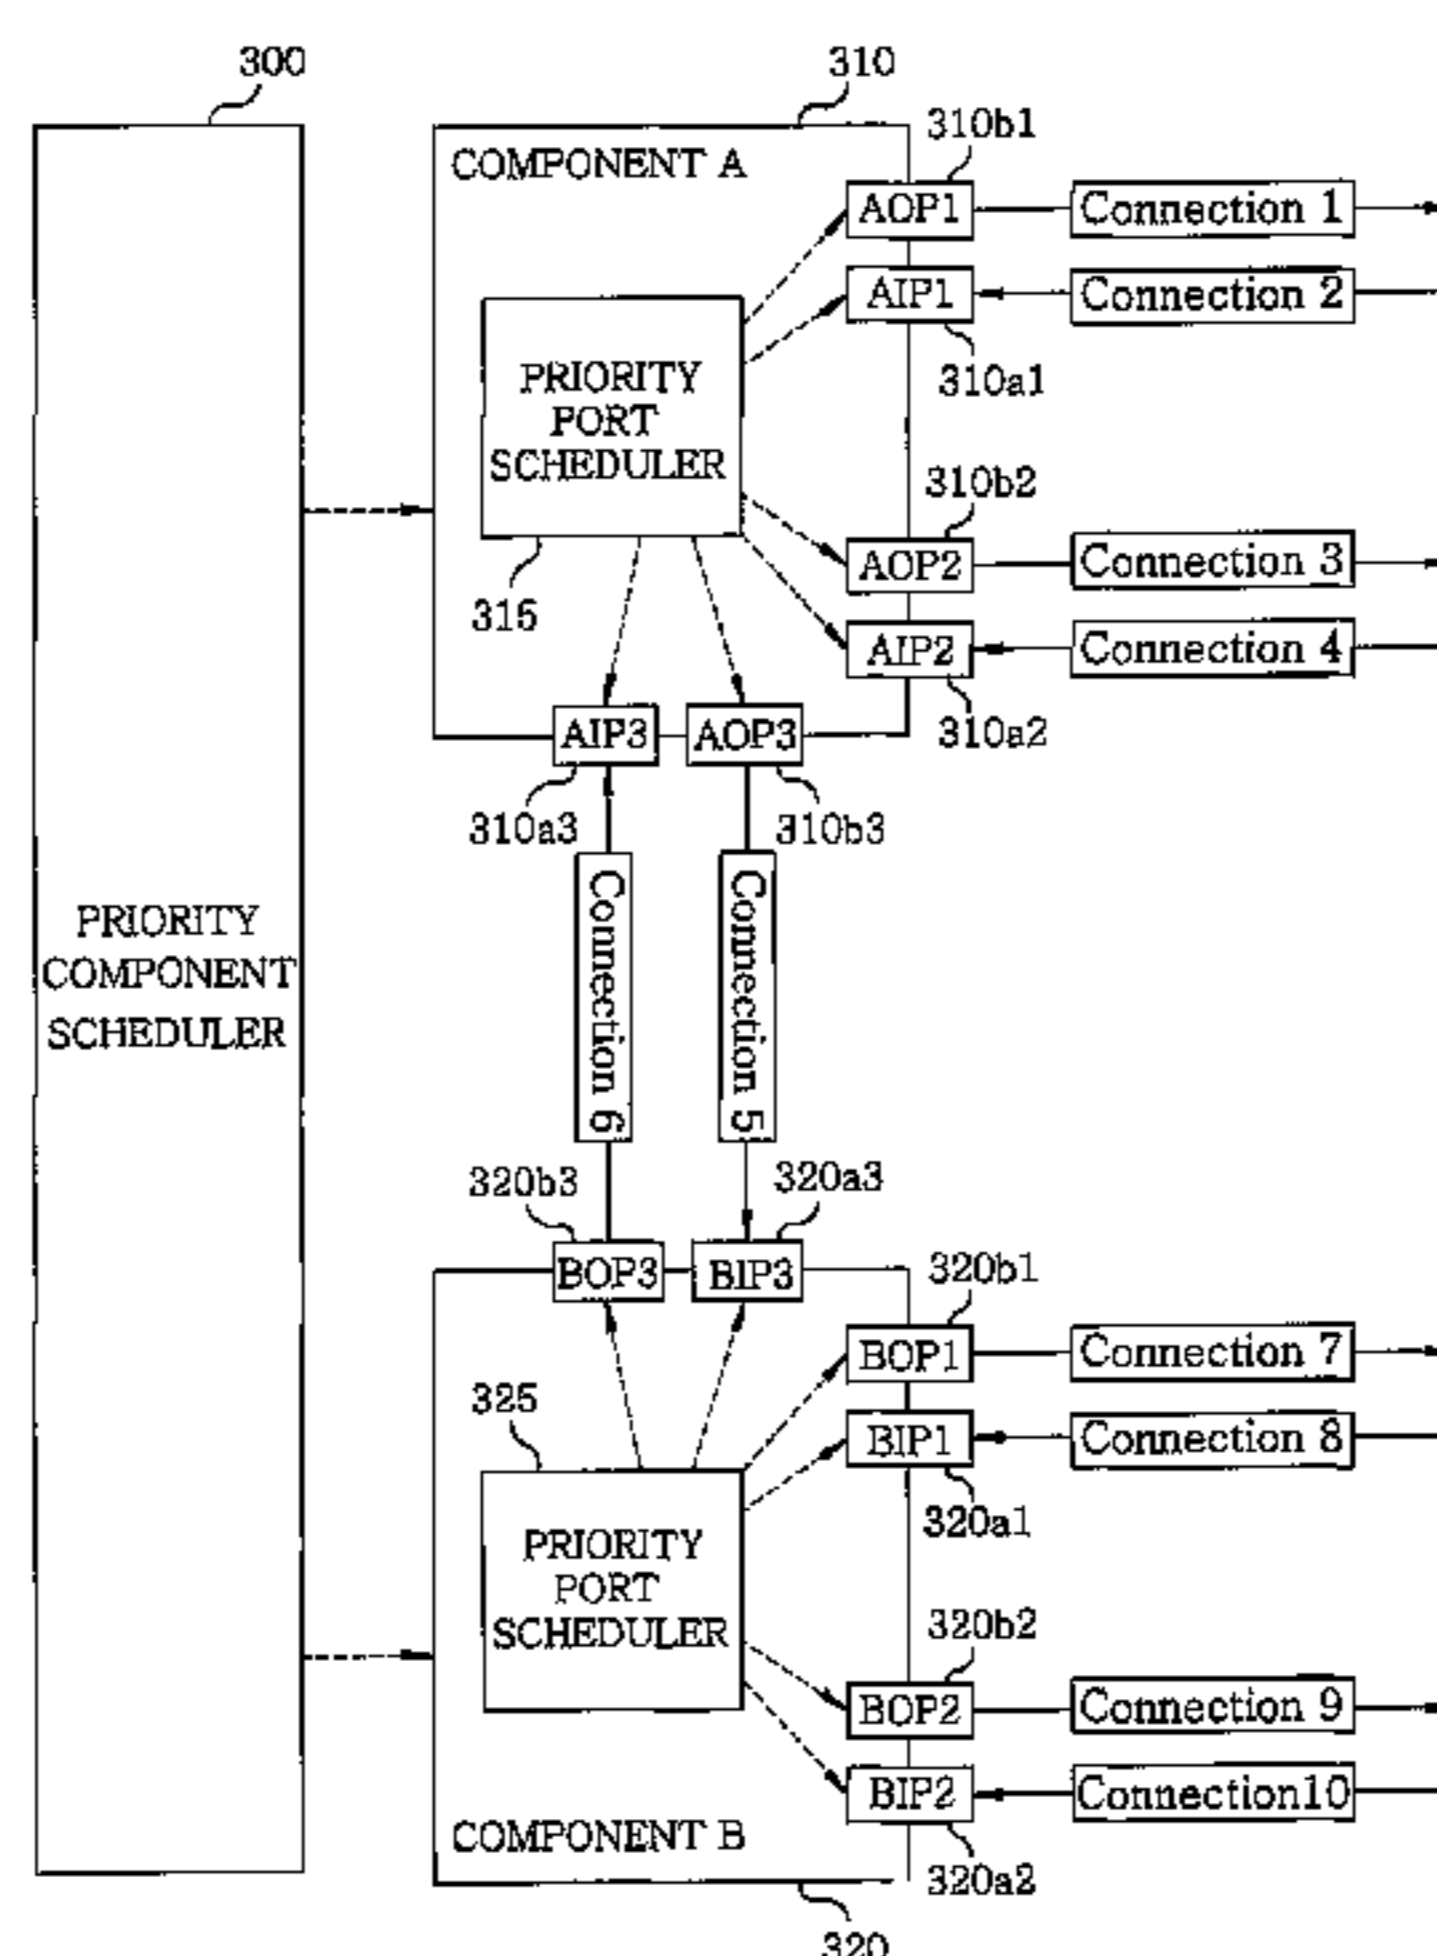 300
310
310b1
COMPONENT A
AOP1
Connection 1
AIP1
Connection 2
310a1
PRIORITY
PORT
SCHEDULER
310b2
AOP2
Connection 3
315
AIP2
Connection 4
310a2
AIP3
AOP3
310a3
310b3
Connection 6
Connection 5
PRIORITY
COMPONENT
SCHEDULER
320b3
320a3
BOP3
BIP3
320b1
BOP1
Connection 7
325
BIP1
Connection 8
320a1
PRIORITY
PORT
SCHEDULER
320b2
BOP2
Connection 9
BIP2
Connection10
COMPONENT B
320a2
320